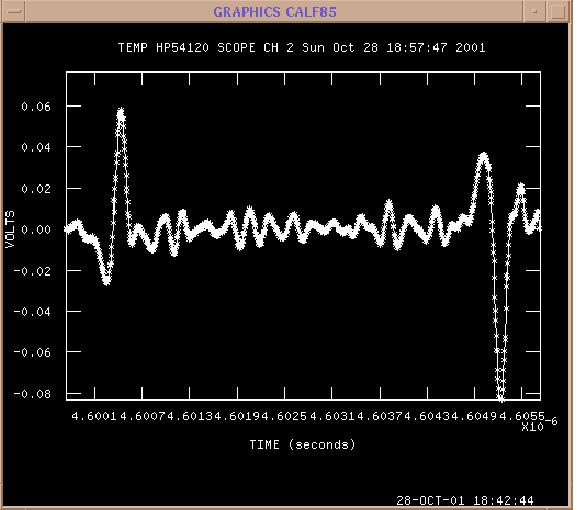 GRAPHICS CALF85
TEMP HP54120 SCOPE CH 2 Sun Oct 28 18:57:47 2001
0.06
0.04
0.02
0.00
-0.02
-0.04
-0.06
-0.08
VOLTS
4.6001 4.6007 4.6013 4.6019 4.6025 4.6031 4.6037 4.6043 4.6049 4.6055
X10-6
TIME (seconds)
28-OCT-01 18:42:44